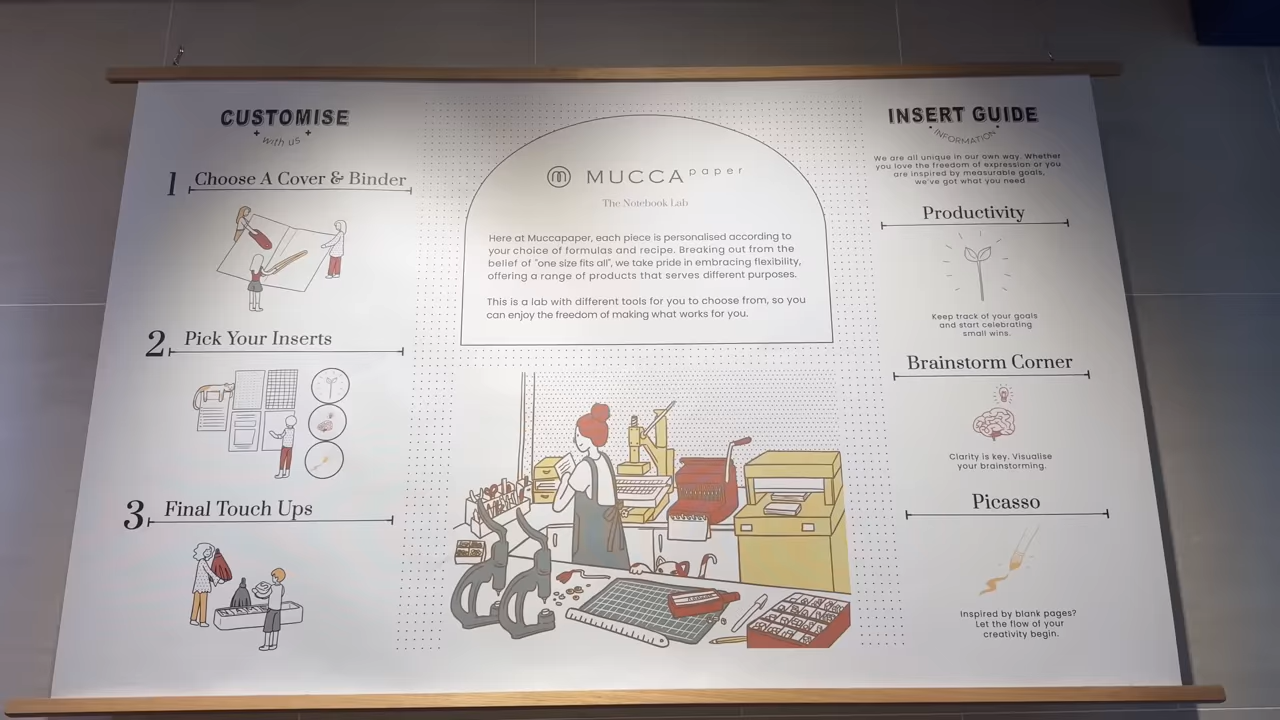 CUSTOMISE
with us
1 Choose A Cover & Binder
2 Pick Your Inserts
3 Final Touch Ups
MUCCA paper
The Notebook Lab
Here at Muccapaper, each piece is personalised according to
your choice of formulas and recipe. Breaking out from the
belief of "one size fits all", we take pride in embracing flexibility,
offering a range of products that serves different purposes.
This is a lab with different tools for you to choose from, so you
can enjoy the freedom of making what works for you.
INSERT GUIDE
INFORMATION
We are all unique in our own way. Whether
you love the freedom of expression or you
are inspired by measurable goals,
we've got what you need
Productivity
Keep track of your goals
and start celebrating
small wins.
Brainstorm Corner
Clarity is key. Visualise
your brainstorming.
Picasso
Inspired by blank pages?
Let the flow of your
creativity begin.